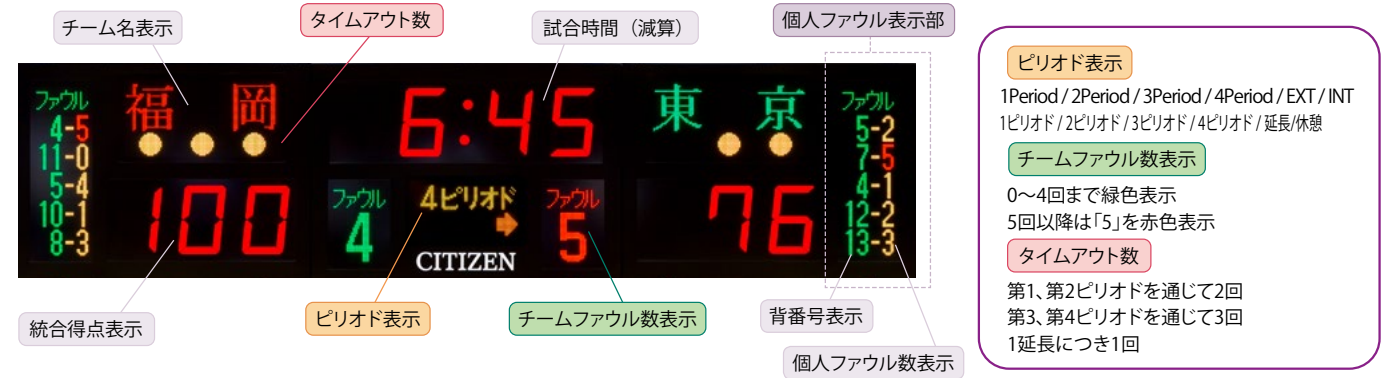 チーム名表示
タイムアウト数
試合時間（減算）
個人ファウル表示部
ファウル
4-5
11-0
5-4
10-1
8-3
福 岡
100
6:45
ファウル
4
4ピリオド
CITIZEN
ファウル
5
東 京
76
ファウル
5-2
7-5
4-1
12-2
13-3
統合得点表示
ピリオド表示
チームファウル数表示
背番号表示
個人ファウル数表示
ピリオド表示
1Period / 2Period / 3Period / 4Period / EXT / INT
1ピリオド / 2ピリオド / 3ピリオド / 4ピリオド / 延長/休憩
チームファウル数表示
0〜4回まで緑色表示
5回以降は「5」を赤色表示
タイムアウト数
第1、第2ピリオドを通じて2回
第3、第4ピリオドを通じて3回
1延長につき1回